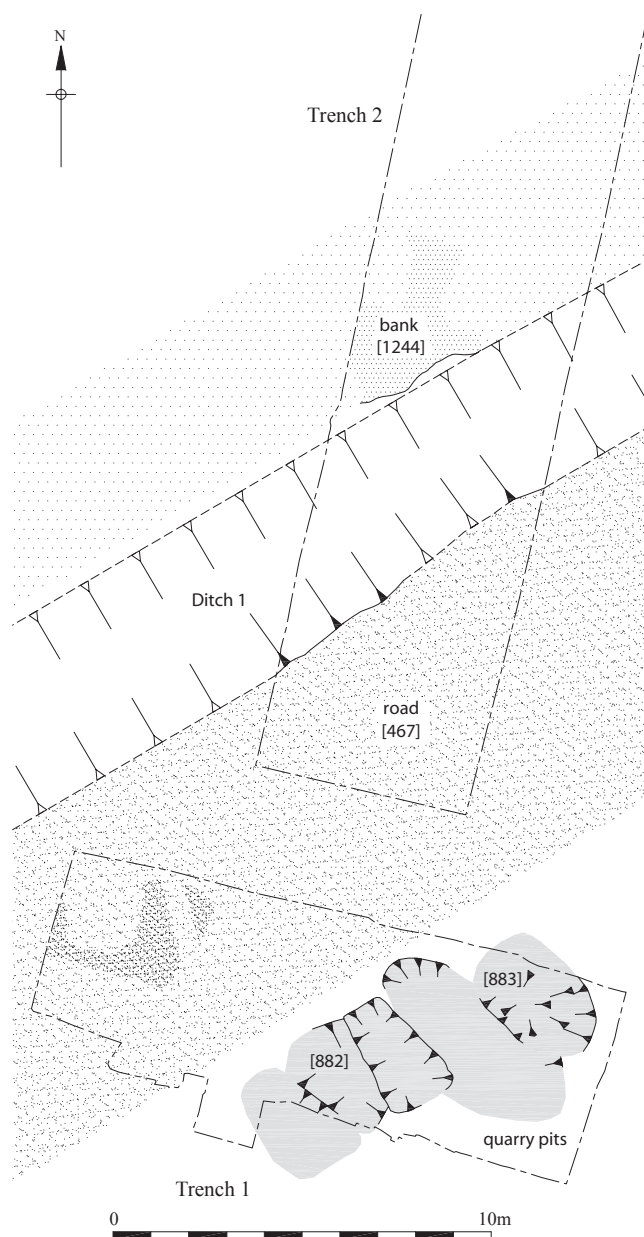 N
Trench 2
bank
[1244]
Ditch 1
road
[467]
[883]
[882]
quarry pits
Trench 1
0
10m